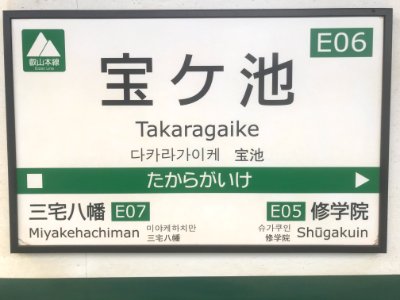 叡山本線
Eizan Line
E06
宝ケ池
Takaragaike
다카라가이케 宝池
たからがいけ
三宅八幡 E07
Miyakehachiman
미야케하치만
三宅八幡
E05 修学院
슈가쿠인
修学院
Shūgakuin